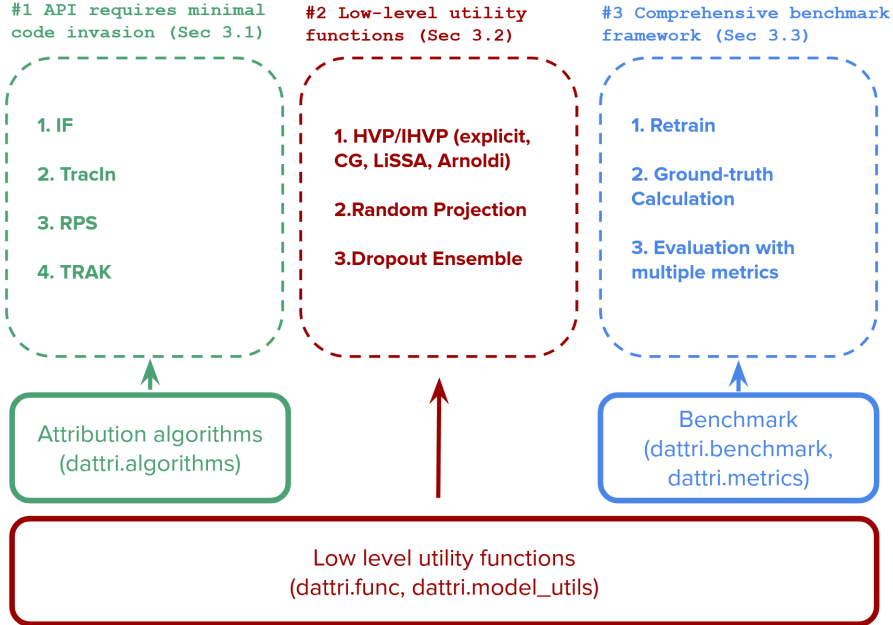 #1 API requires minimal
code invasion (Sec 3.1)
#2 Low-level utility
functions (Sec 3.2)
#3 Comprehensive benchmark
framework (Sec 3.3)
1. IF
2. TracIn
3. RPS
4. TRAK
1. HVP/IHVP (explicit,
CG, LiSSA, Arnoldi)
2.Random Projection
3.Dropout Ensemble
1. Retrain
2. Ground-truth
Calculation
3. Evaluation with
multiple metrics
Attribution algorithms
(dattri.algorithms)
Benchmark
(dattri.benchmark,
dattri.metrics)
Low level utility functions
(dattri.func, dattri.model_utils)